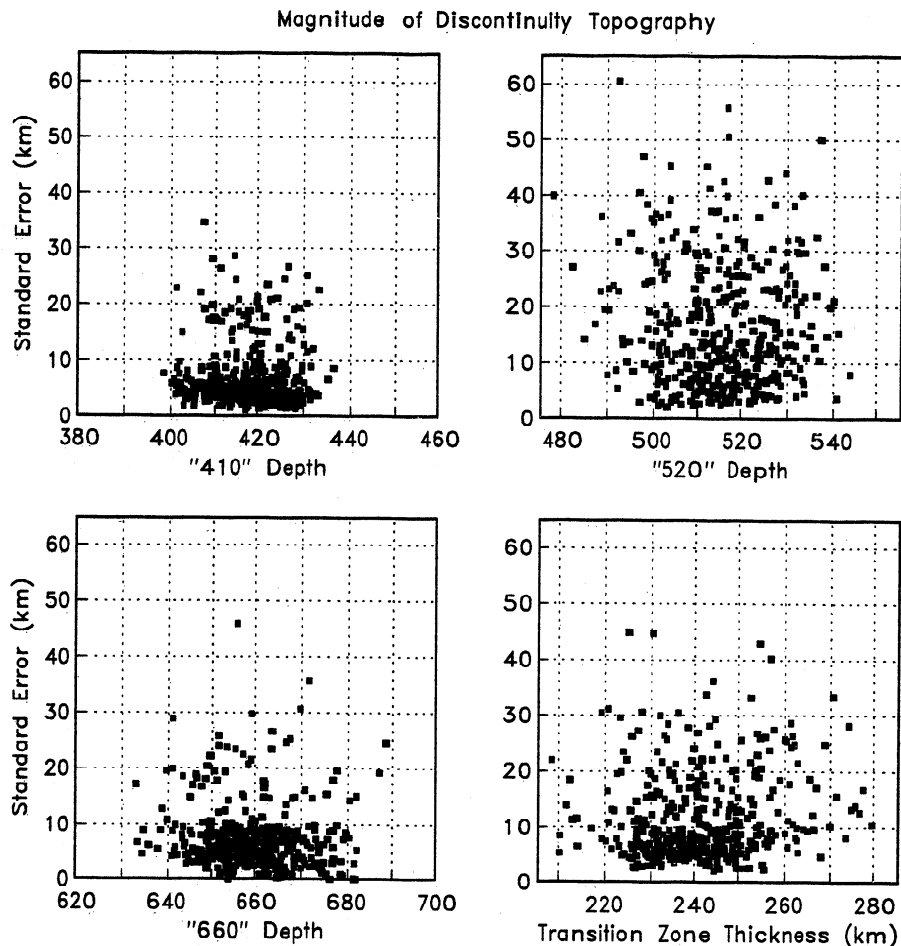 Magnitude of Discontinuity Topography
Standard Error (km)
60
50
40
30
20
10
0
380 400 420 440 460
"410" Depth
60
50
40
30
20
10
0
480 500 520 540
"520" Depth
Standard Error (km)
60
50
40
30
20
10
0
620 640 660 680 700
"660" Depth
60
50
40
30
20
10
0
220 240 260 280
Transition Zone Thickness (km)